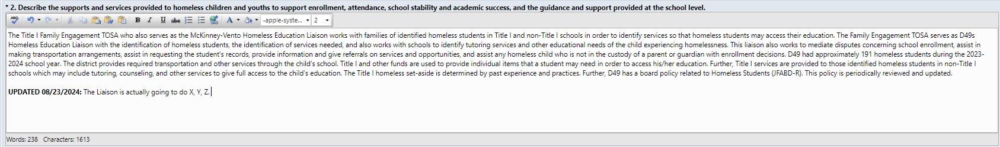 * 2. Describe the supports and services provided to homeless children and youths to support enrollment, attendance, school stability and academic success, and the guidance and support provided at the school level.
ABC B I U abc A -apple-syste... 2
The Title I Family Engagement TOSA who also serves as the McKinney-Vento Homeless Education Liaison works with families of identified homeless students in Title I and non-Title I schools in order to identify services so that homeless students may access their education. The Family Engagement TOSA serves as D49s
Homeless Education Liaison with the identification of homeless students, the identification of services needed, and also works with schools to identify tutoring services and other educational needs of the child experiencing homelessness. This liaison also works to mediate disputes concerning school enrollment, assist in
making transportation arrangements, assist in requesting the student's records, provide information and give referrals on services and opportunities, and assist any homeless child who is not in the custody of a parent or guardian with enrollment decisions. D49 had approximately 191 homeless students during the 2023-
2024 school year. The district provides required transportation and other services through the child's school. Title I and other funds are used to provide individual items that a student may need in order to access his/her education. Further, Title I services are provided to those identified homeless students in non-Title I
schools which may include tutoring, counseling, and other services to give full access to the child's education. The Title I homeless set-aside is determined by past experience and practices. Further, D49 has a board policy related to Homeless Students (JFABD-R). This policy is periodically reviewed and updated.
UPDATED 08/23/2024: The Liaison is actually going to do X, Y, Z.
Words: 238 Characters: 1613